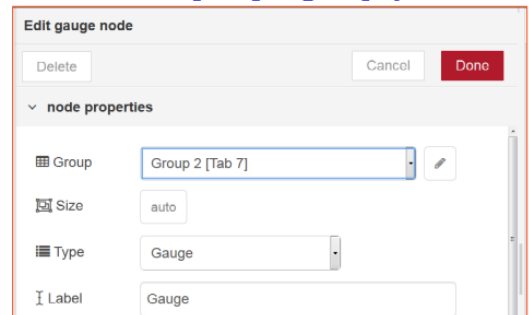 Edit gauge node
Delete Cancel Done
node properties
Group Group 2 [Tab 7]
Size auto
Type Gauge
Label Gauge